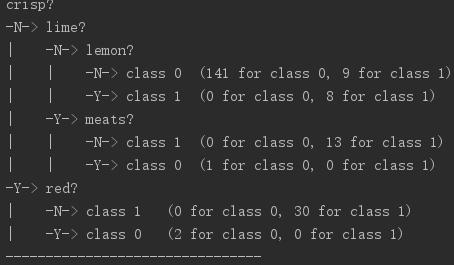 crisp?
-N-> lime?
|    -N-> lemon?
|    |    -N-> class 0  (141 for class 0, 9 for class 1)
|    |    -Y-> class 1  (0 for class 0, 8 for class 1)
|    -Y-> meats?
|    |    -N-> class 1  (0 for class 0, 13 for class 1)
|    |    -Y-> class 0  (1 for class 0, 0 for class 1)
-Y-> red?
|    -N-> class 1   (0 for class 0, 30 for class 1)
|    -Y-> class 0   (2 for class 0, 0 for class 1)
--------------------------------